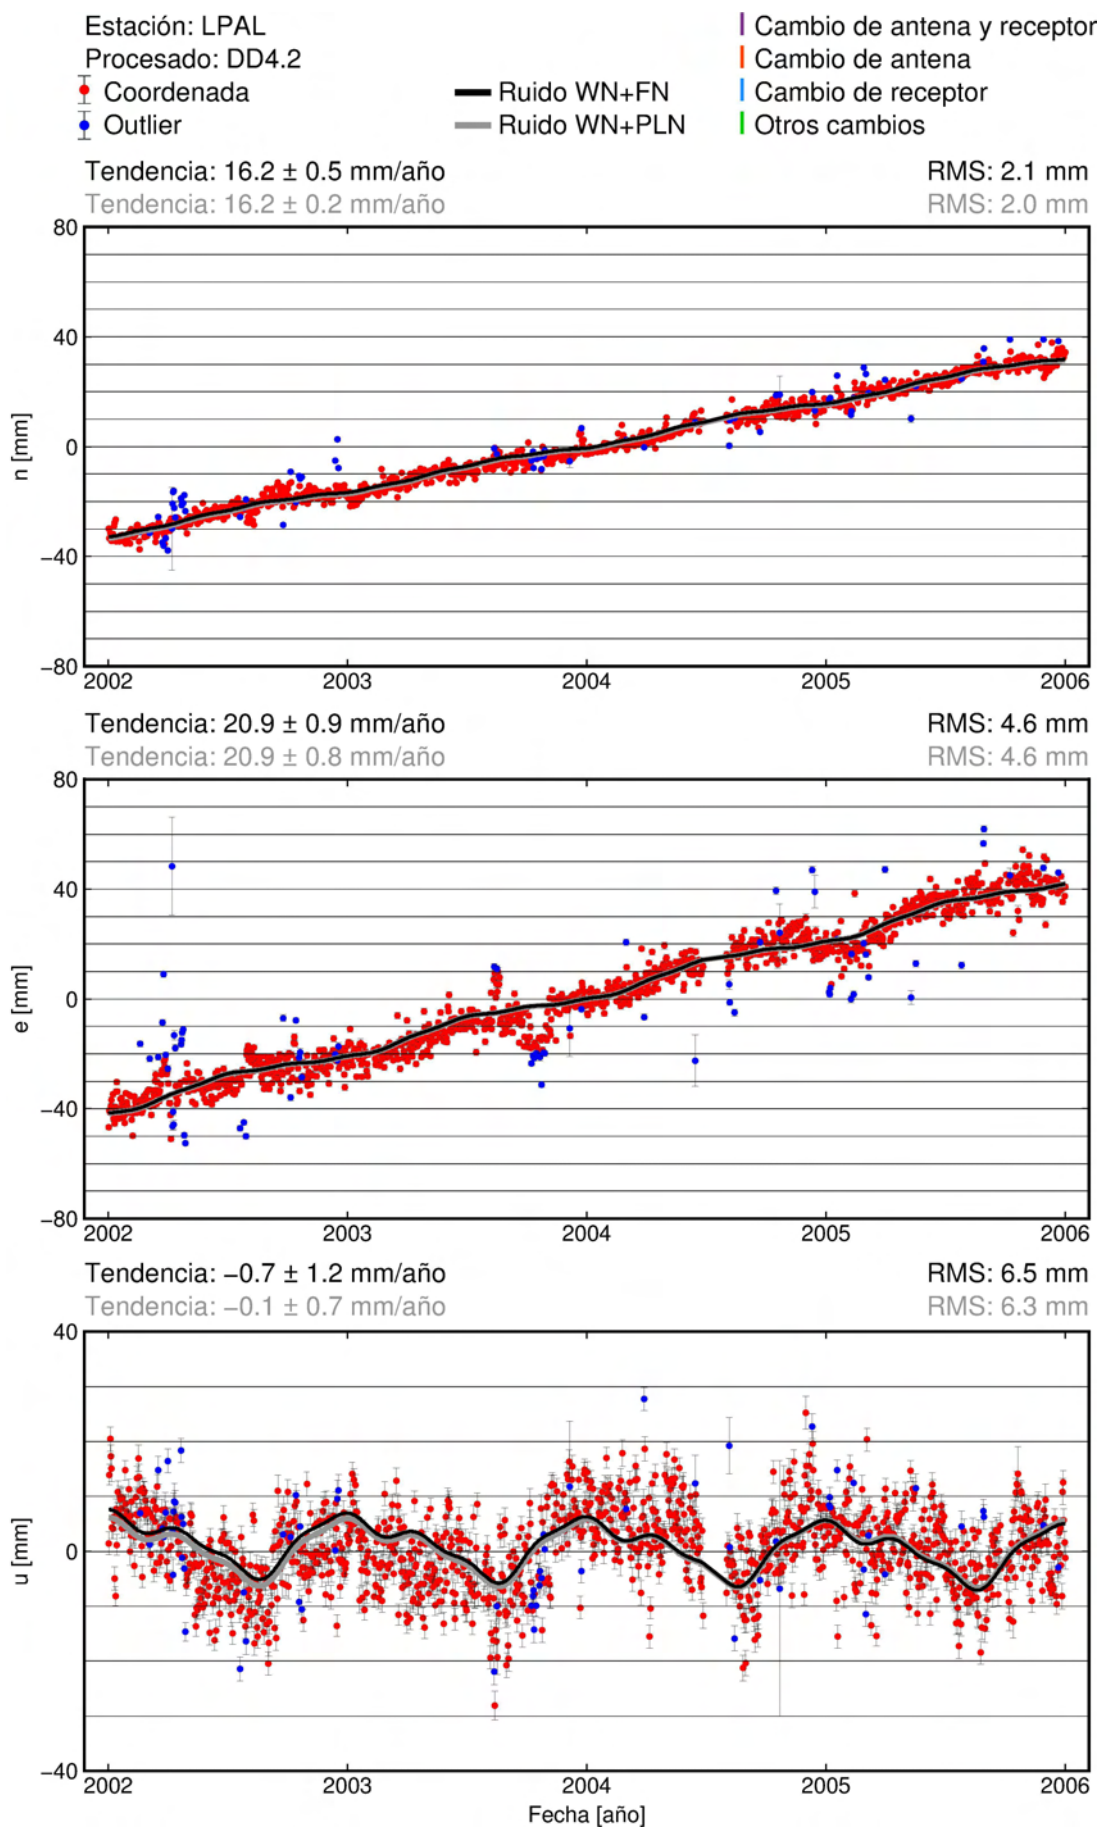 Estación: LPAL
Procesado: DD4.2
Coordenada
Outlier
Ruido WN+FN
Ruido WN+PLN
Cambio de antena y receptor
Cambio de antena
Cambio de receptor
Otros cambios
Tendencia: 16.2 ± 0.5 mm/año RMS: 2.1 mm
Tendencia: 16.2 ± 0.2 mm/año RMS: 2.0 mm
80
40
0
−40
−80
n [mm]
2002 2003 2004 2005 2006
Tendencia: 20.9 ± 0.9 mm/año RMS: 4.6 mm
Tendencia: 20.9 ± 0.8 mm/año RMS: 4.6 mm
80
40
0
−40
−80
e [mm]
2002 2003 2004 2005 2006
Tendencia: −0.7 ± 1.2 mm/año RMS: 6.5 mm
Tendencia: −0.1 ± 0.7 mm/año RMS: 6.3 mm
40
0
−40
u [mm]
2002 2003 2004 2005 2006
Fecha [año]